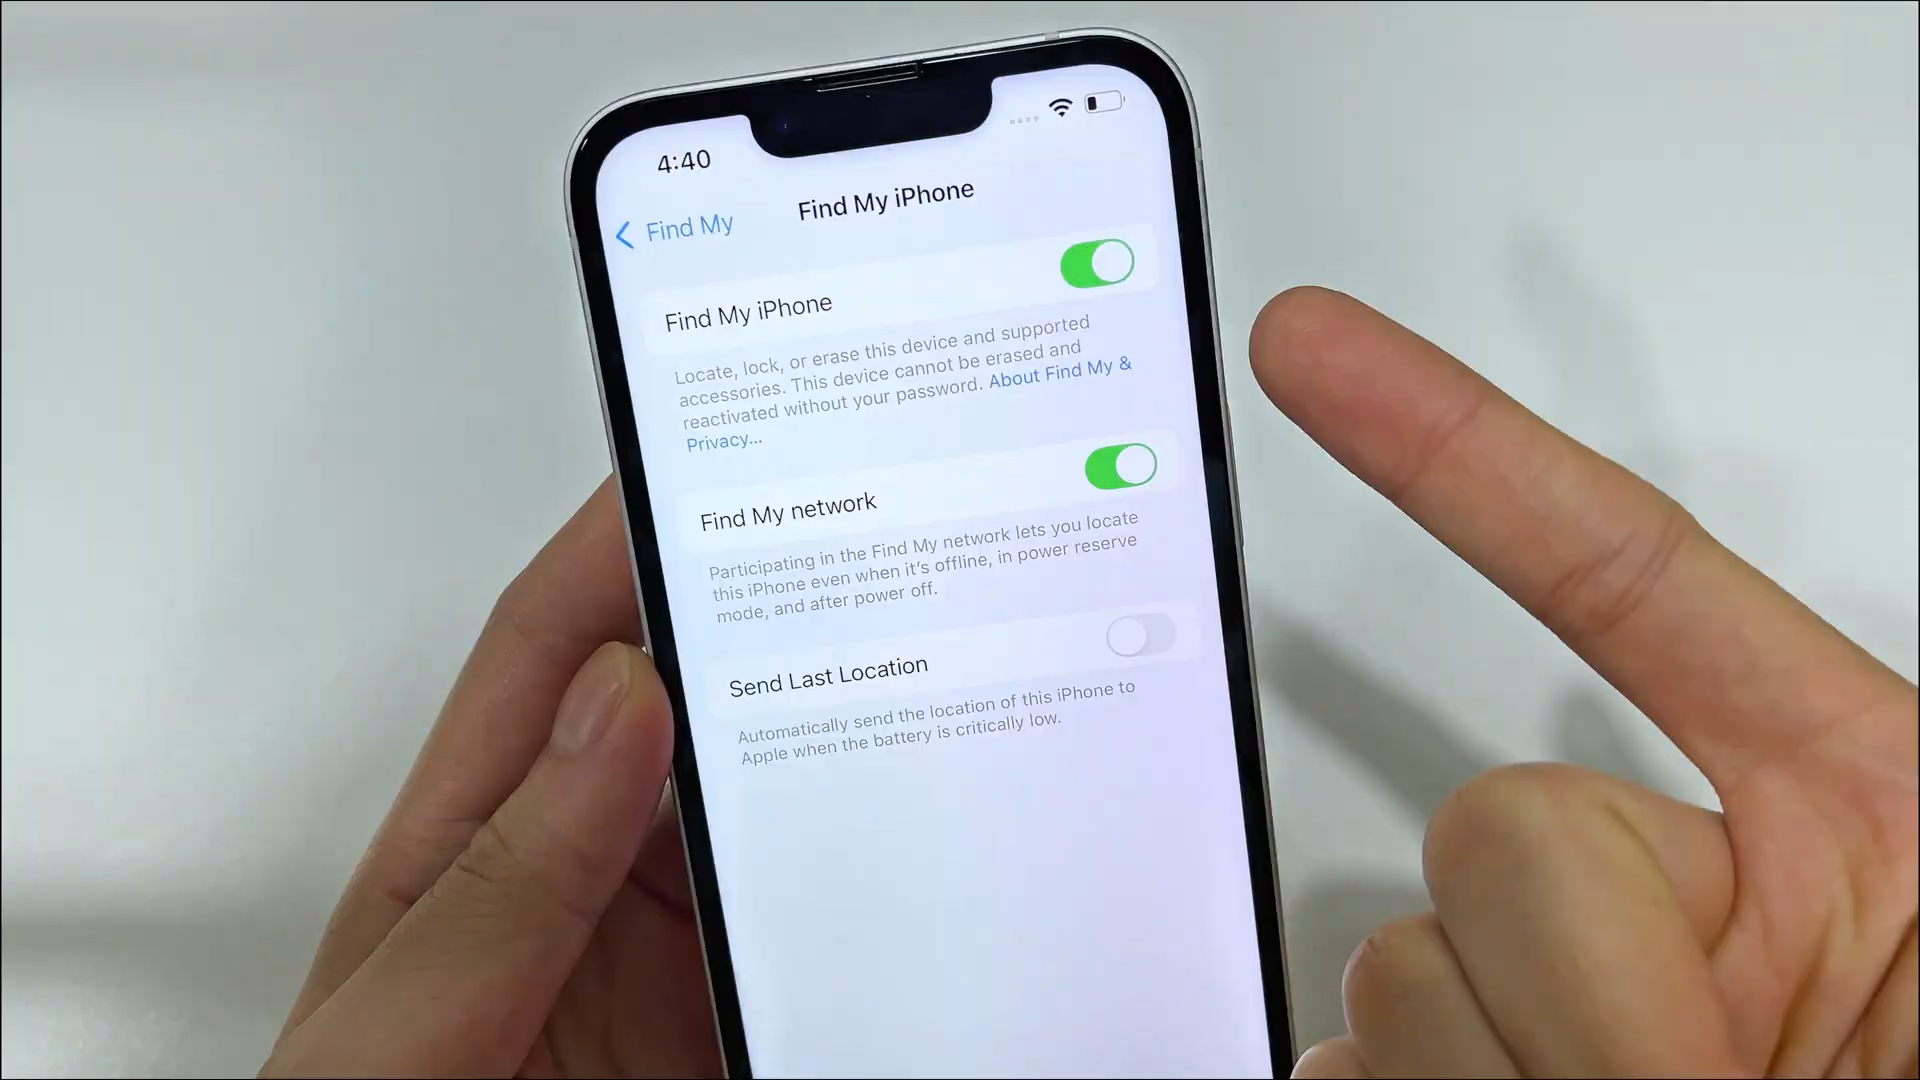 4:40
Find My
Find My iPhone
Find My iPhone
Locate, lock, or erase this device and supported
accessories. This device cannot be erased and
reactivated without your password. About Find My &
Privacy...
Find My network
Participating in the Find My network lets you locate
this iPhone even when it's offline, in power reserve
mode, and after power off.
Send Last Location
Automatically send the location of this iPhone to
Apple when the battery is critically low.